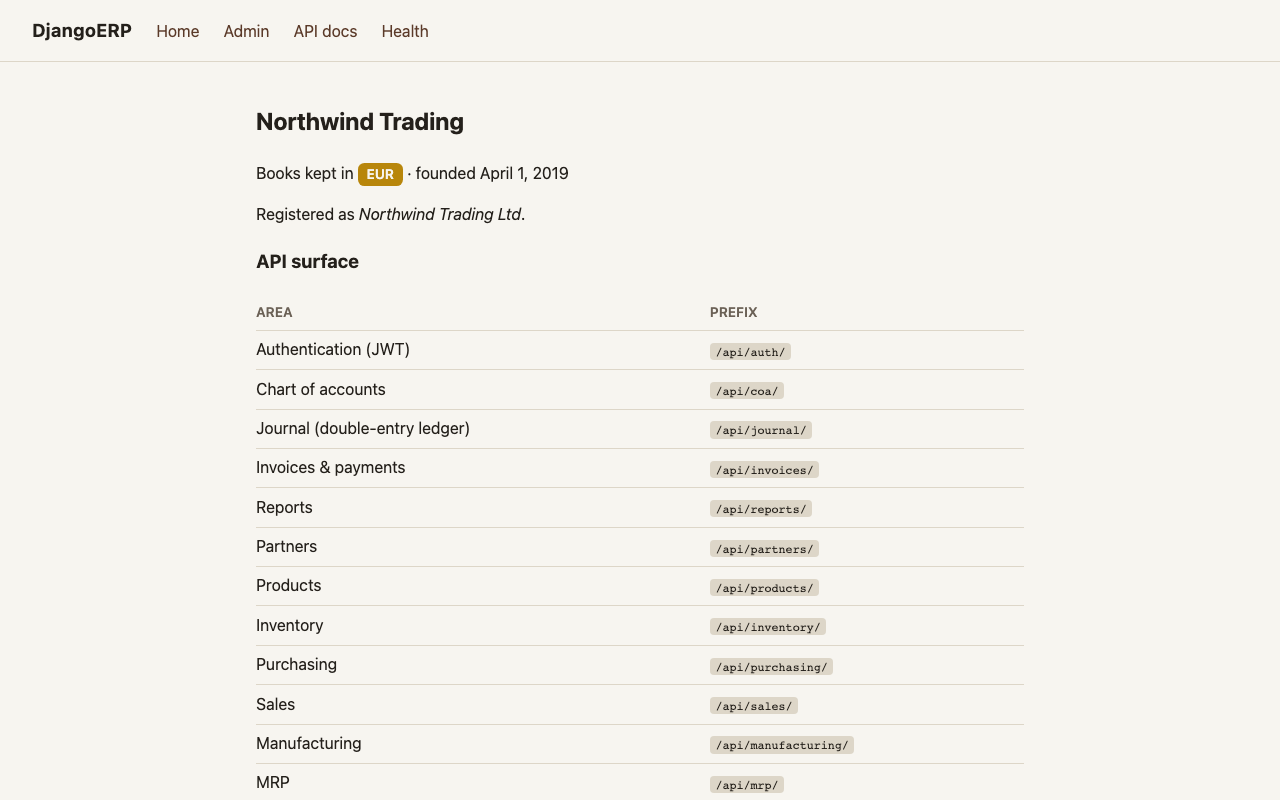 DjangoERP Home Admin API docs Health
Northwind Trading
Books kept in EUR · founded April 1, 2019
Registered as Northwind Trading Ltd.
API surface
AREA PREFIX
Authentication (JWT) /api/auth/
Chart of accounts /api/coa/
Journal (double-entry ledger) /api/journal/
Invoices & payments /api/invoices/
Reports /api/reports/
Partners /api/partners/
Products /api/products/
Inventory /api/inventory/
Purchasing /api/purchasing/
Sales /api/sales/
Manufacturing /api/manufacturing/
MRP /api/mrp/